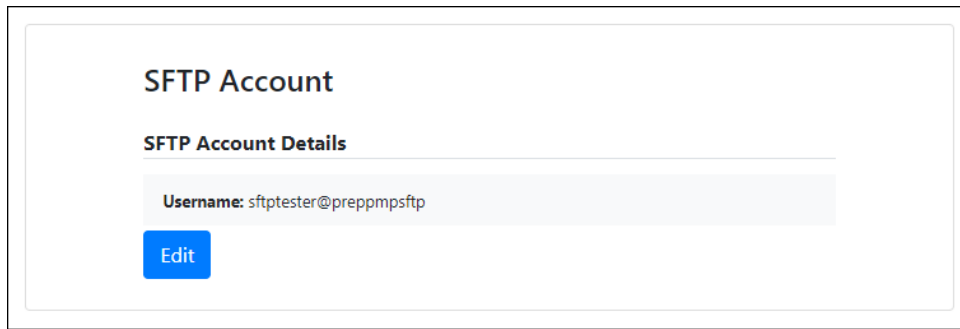 SFTP Account
SFTP Account Details
Username: sftptester@preppmpsftp
Edit